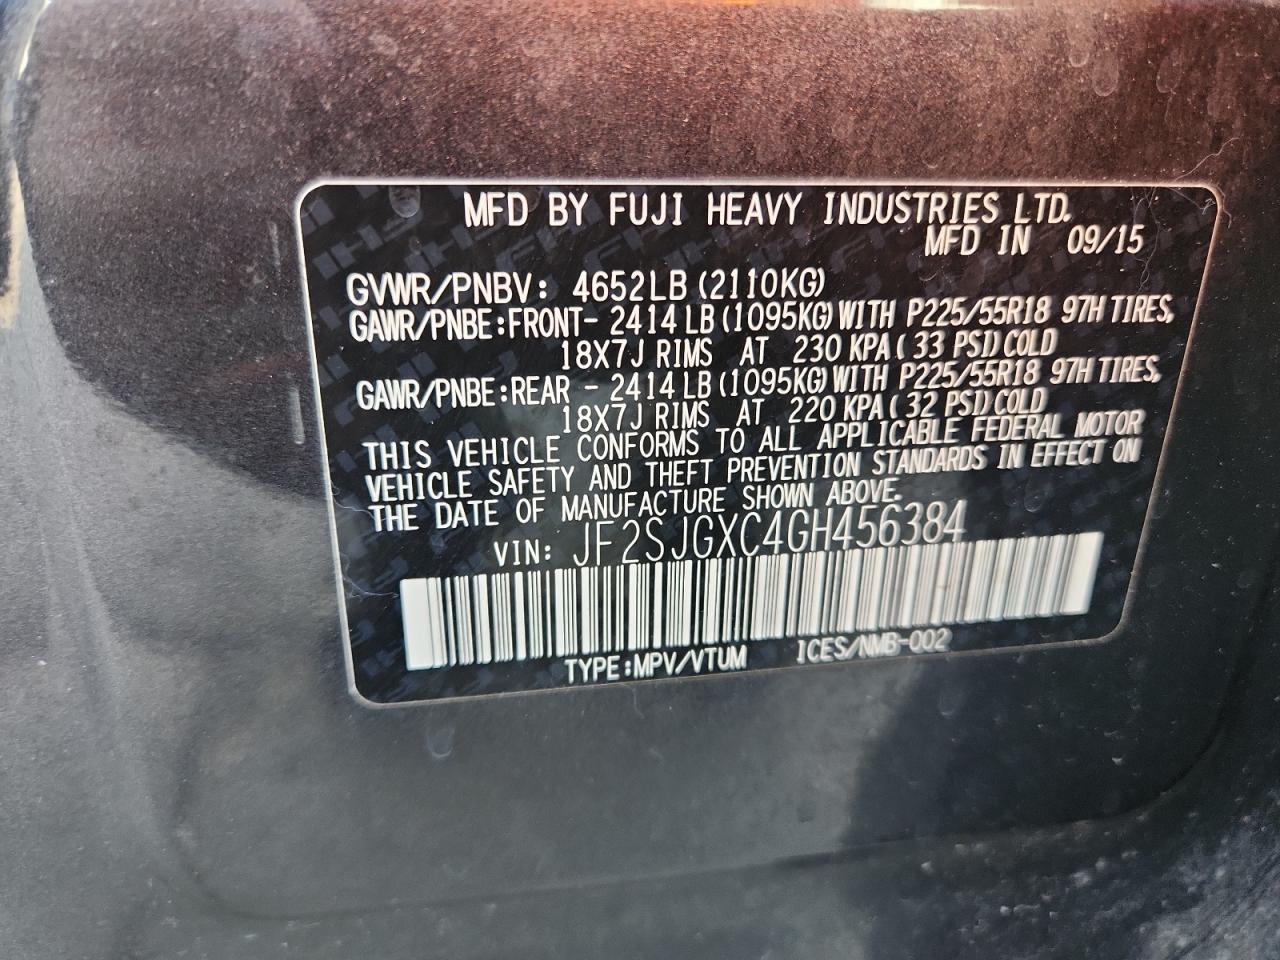 MFD BY FUJI HEAVY INDUSTRIES LTD.
MFD IN 09/15
GVWR/PNBV: 4652LB (2110KG)
GAWR/PNBE:FRONT- 2414 LB (1095KG) WITH P225/55R18 97H TIRES,
18X7J RIMS AT 230 KPA ( 33 PSI) COLD
GAWR/PNBE:REAR - 2414 LB (1095KG) WITH P225/55R18 97H TIRES,
18X7J RIMS AT 220 KPA ( 32 PSI) COLD
THIS VEHICLE CONFORMS TO ALL APPLICABLE FEDERAL MOTOR
VEHICLE SAFETY AND THEFT PREVENTION STANDARDS IN EFFECT ON
THE DATE OF MANUFACTURE SHOWN ABOVE.
VIN: JF2SJGXC4GH456384
TYPE:MPV/VTUM ICES/NMB-002